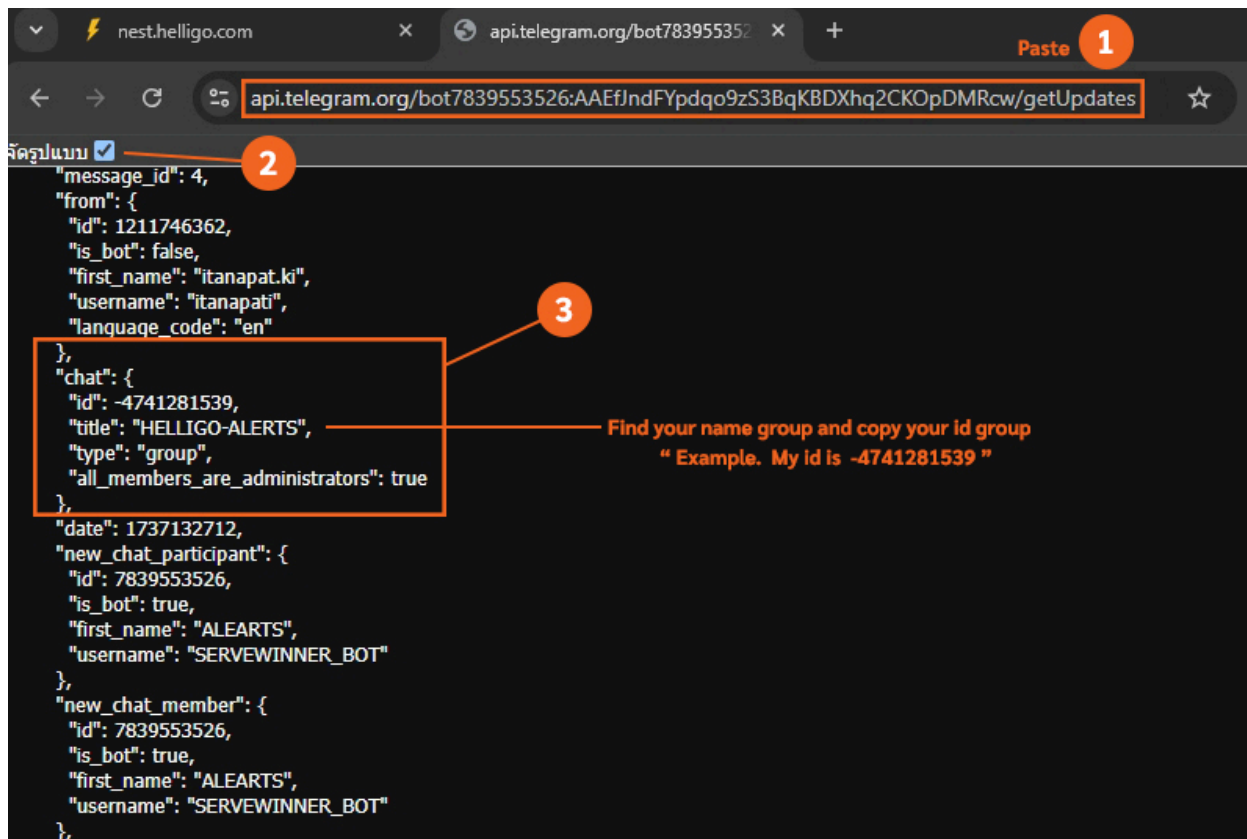 nest.helligo.com
api.telegram.org/bot783955352
Paste 1
api.telegram.org/bot7839553526:AAEfJndFYpdqo9zS3BqKBDXhq2CKOpDMRcw/getUpdates
จัดรูปแบบ
2
"message_id": 4,
"from": {
"id": 1211746362,
"is_bot": false,
"first_name": "itanapat.ki",
"username": "itanapati",
"language_code": "en"
3
},
"chat": {
"id": -4741281539,
"title": "HELLIGO-ALERTS",
"type": "group",
"all_members_are_administrators": true
},
Find your name group and copy your id group
“ Example. My id is -4741281539 ”
"date": 1737132712,
"new_chat_participant": {
"id": 7839553526,
"is_bot": true,
"first_name": "ALEARTS",
"username": "SERVEWINNER_BOT"
},
"new_chat_member": {
"id": 7839553526,
"is_bot": true,
"first_name": "ALEARTS",
"username": "SERVEWINNER_BOT"
},